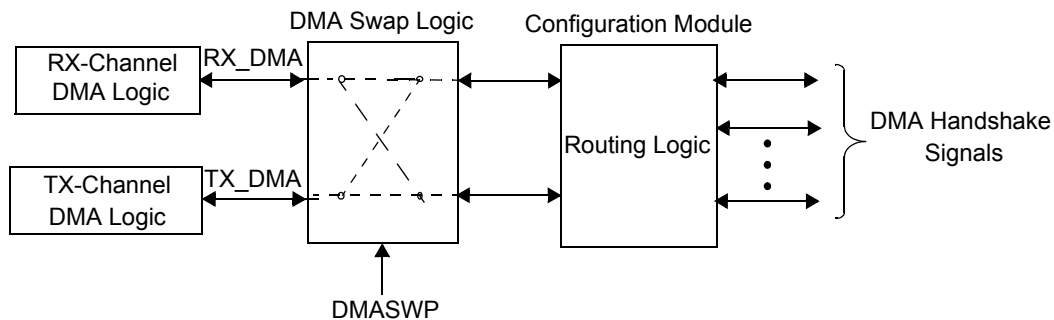 DMA Swap Logic
Configuration Module
RX-Channel
DMA Logic
RX_DMA
TX-Channel
DMA Logic
TX_DMA
Routing Logic
DMA Handshake
Signals
DMASWP